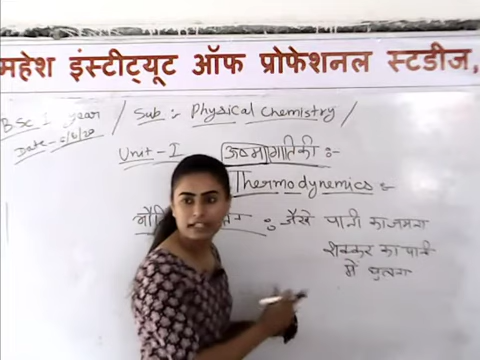 महेश इंस्टीट्यूट ऑफ प्रोफेशनल स्टडीज,
BSc I year / Sub :- Physical Chemistry /
Date - 5/6/20
Unit - I ऊष्मागतिकी :-
Thermodynamics :-
: जैसे पानी का जमना
शक्कर का पानी
में घुलना